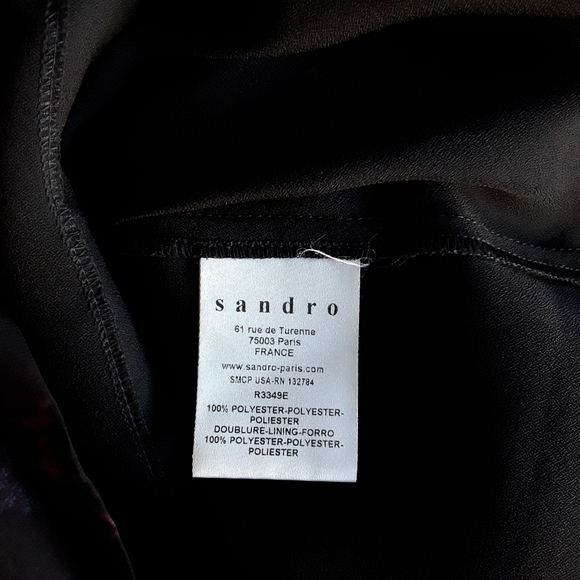 sandro
61 rue de Turenne
75003 Paris
FRANCE
www.sandro-paris.com
SMCP USA-RN 132784
R3349E
100% POLYESTER-POLYESTER-
POLIESTER
DOUBLURE-LINING-FORRO
100% POLYESTER-POLYESTER-
POLIESTER